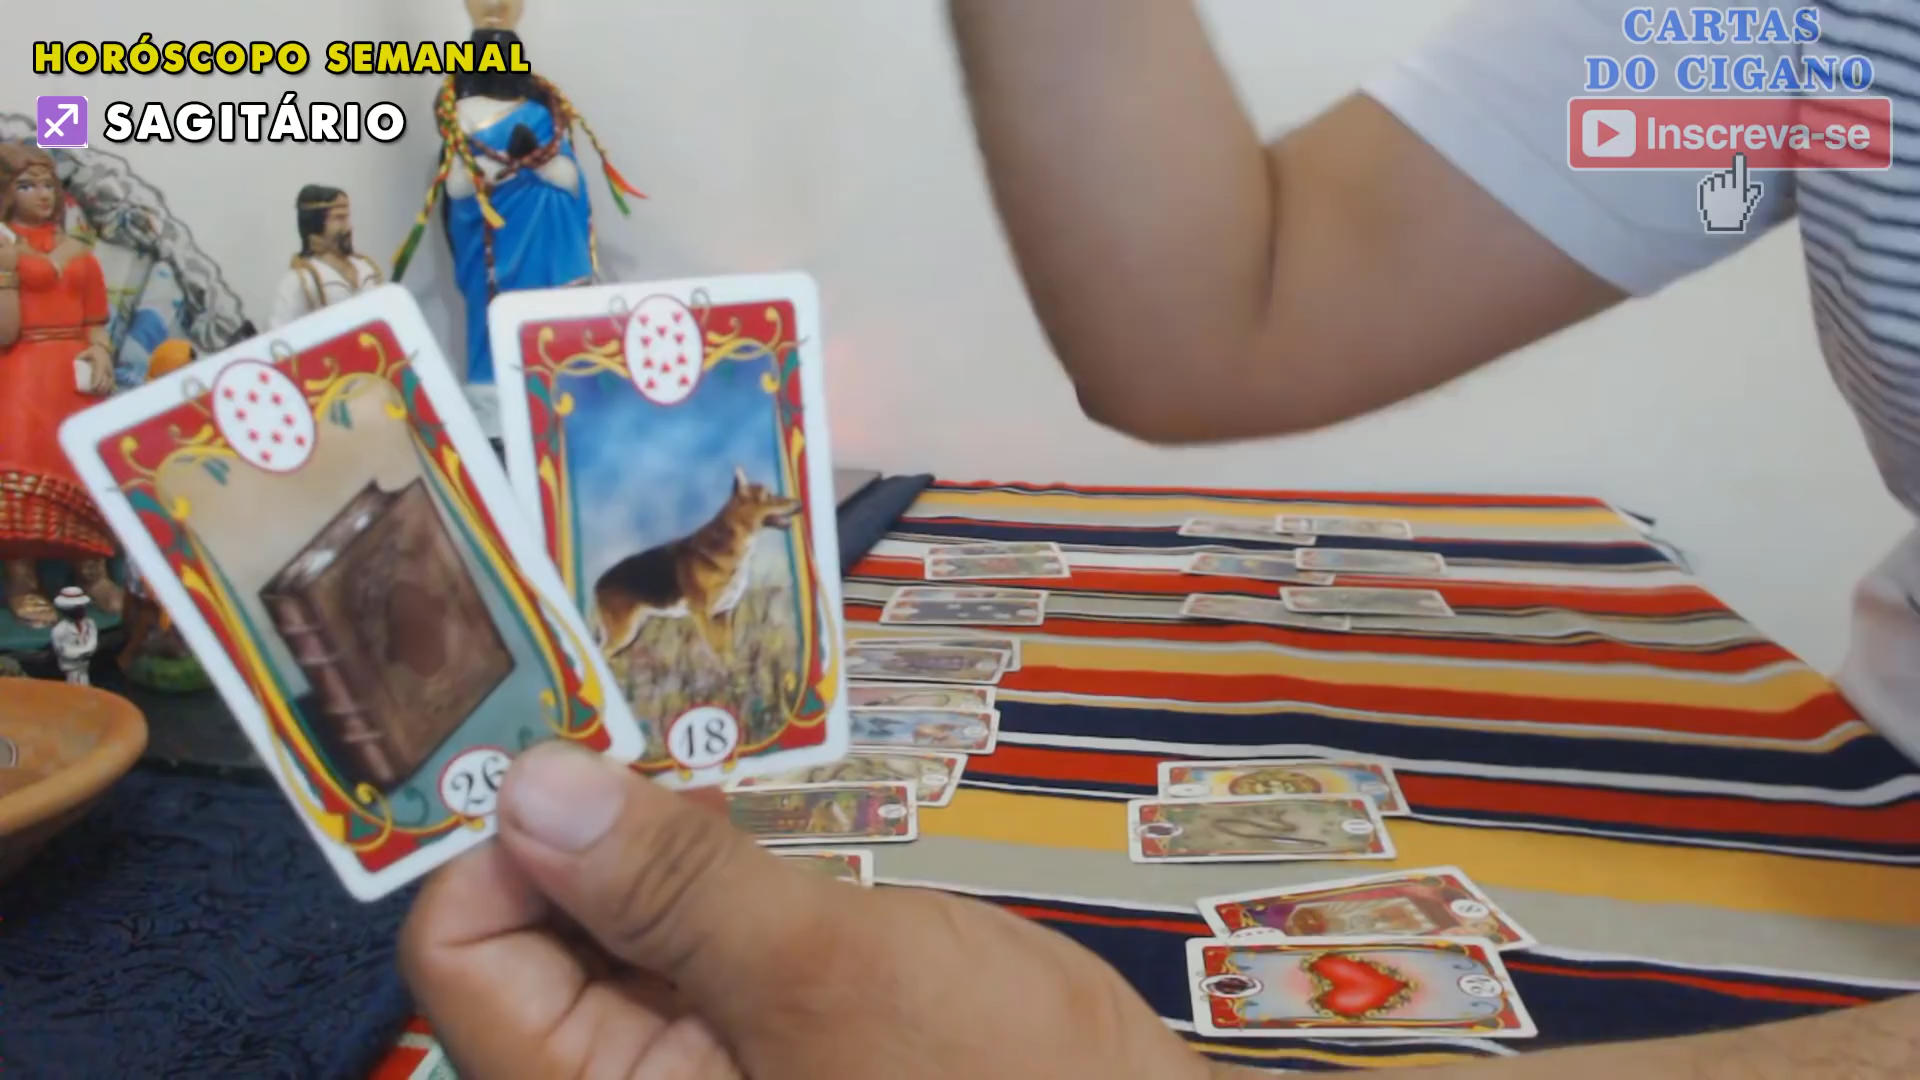 HORÓSCOPO SEMANAL
SAGITÁRIO
CARTAS
DO CIGANO
Inscreva-se
26
18